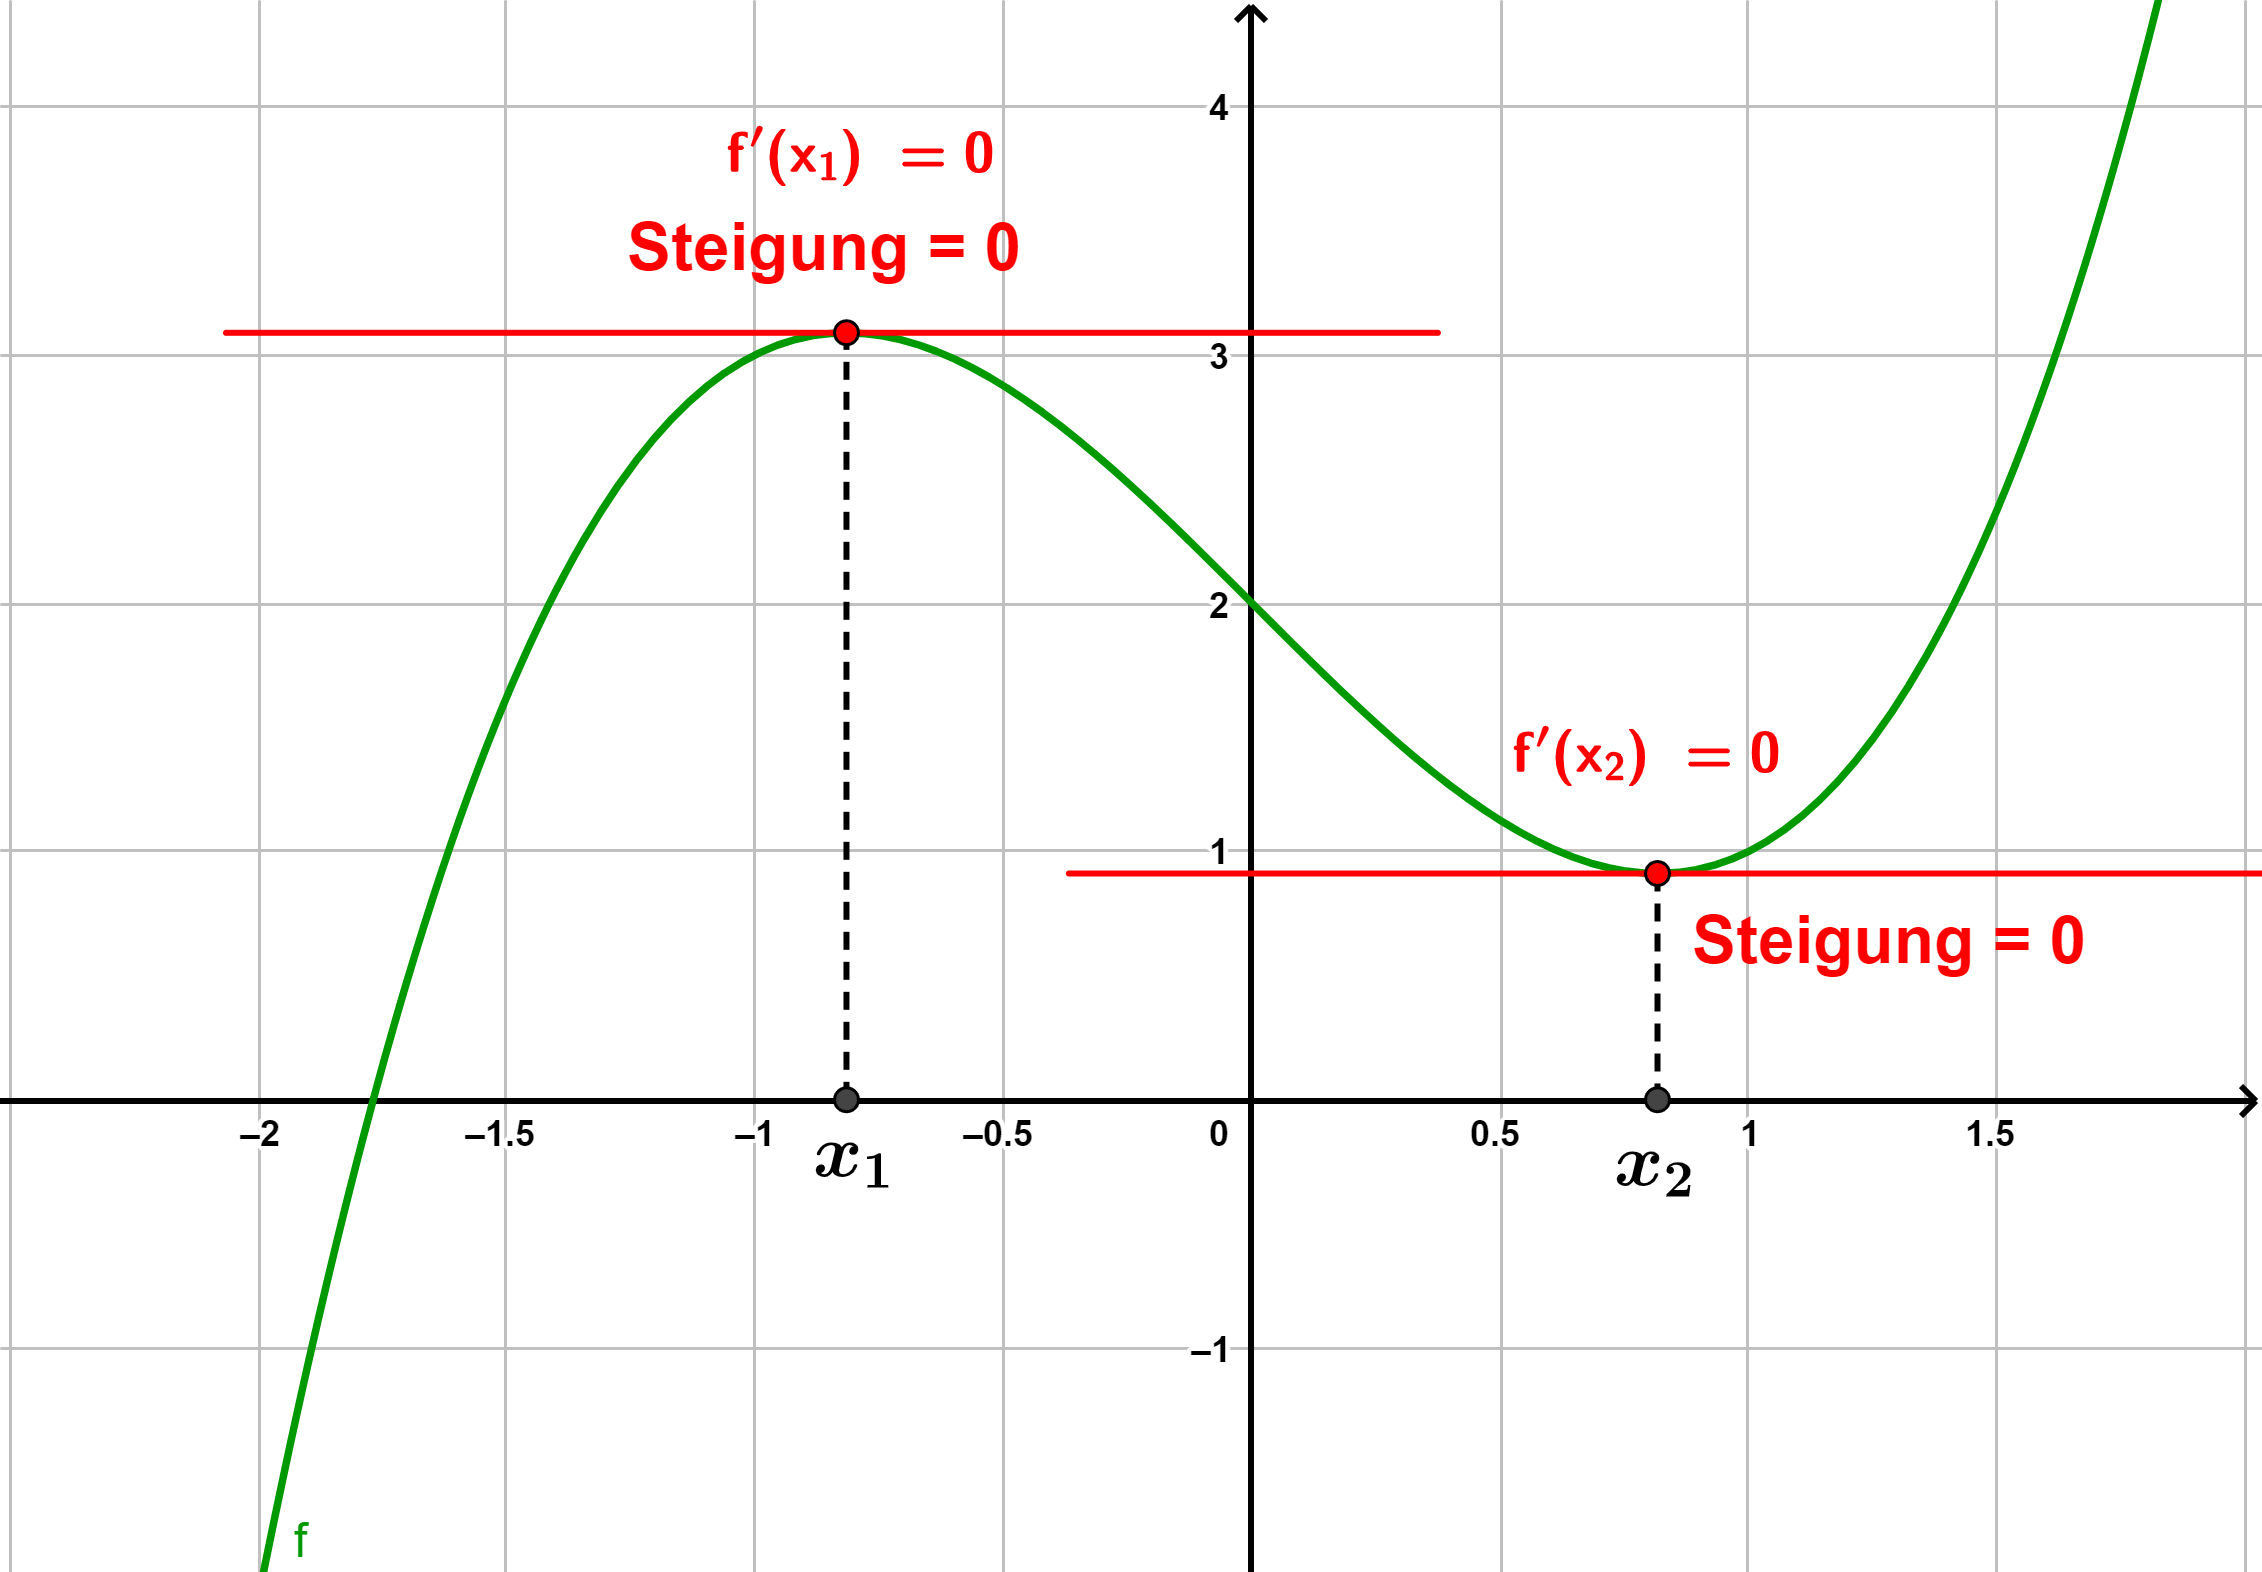 4
f′(x₁) = 0
Steigung = 0
3
2
f′(x₂) = 0
1
Steigung = 0
–2 –1.5 –1 –0.5 0 0.5 1 1.5
x₁ x₂
–1
f